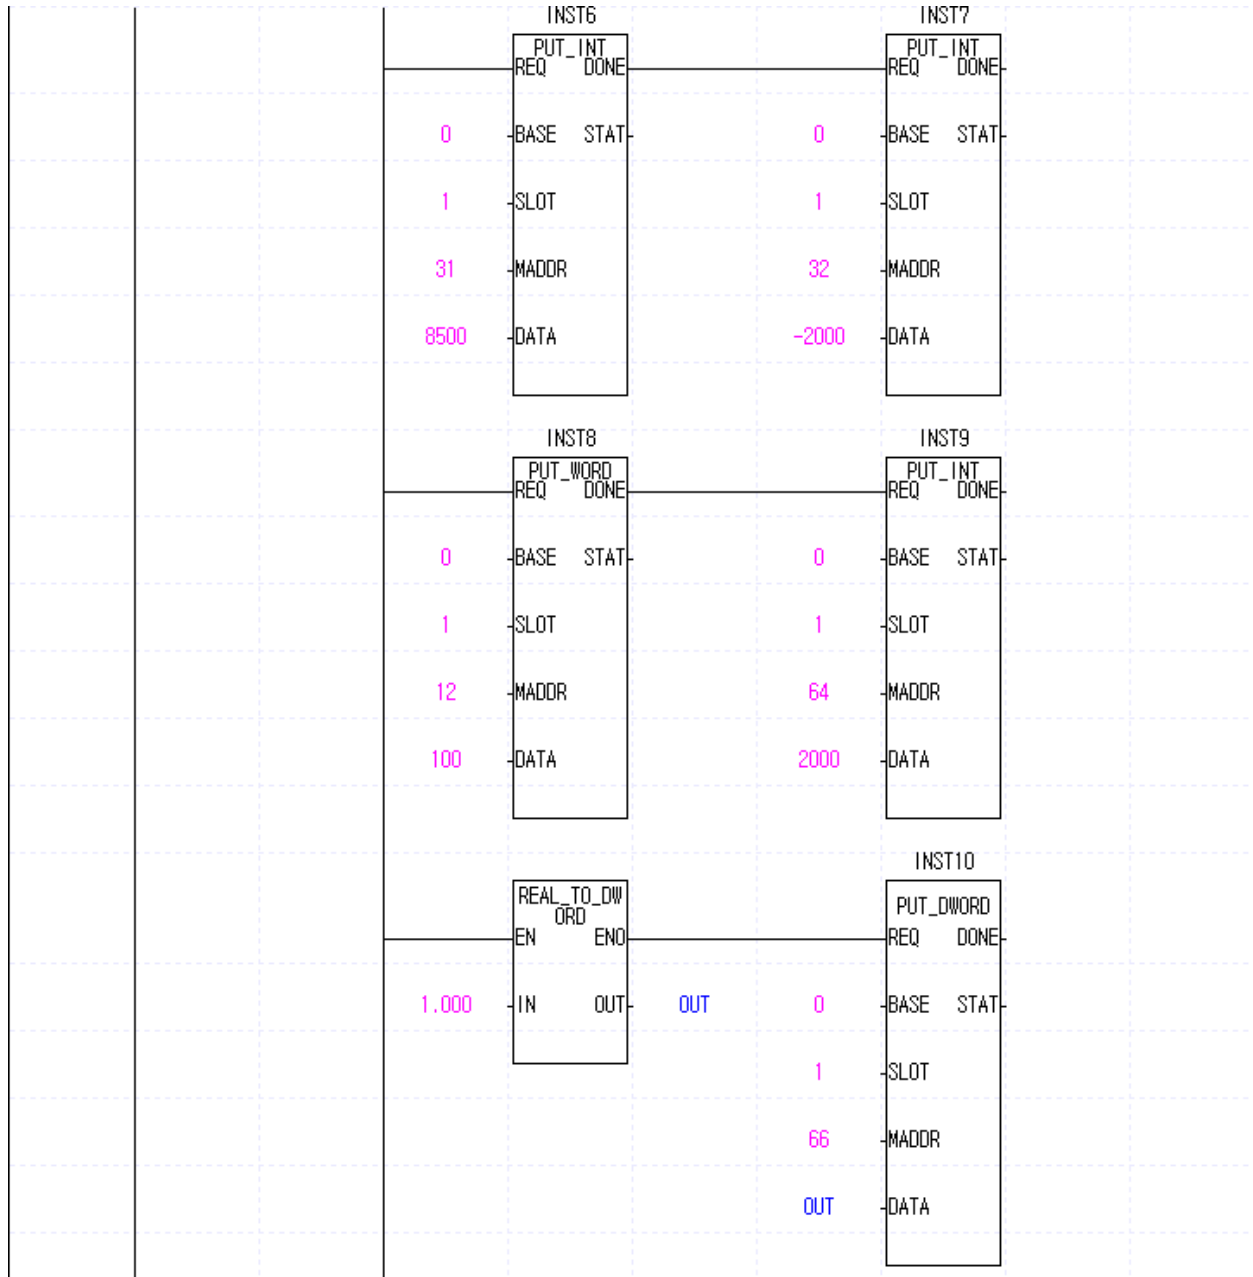 INST6 INST7
PUT_INT PUT_INT
REQ DONE REQ DONE
0 BASE STAT 0 BASE STAT
1 SLOT 1 SLOT
31 MADDR 32 MADDR
8500 DATA -2000 DATA
INST8 INST9
PUT_WORD PUT_INT
REQ DONE REQ DONE
0 BASE STAT 0 BASE STAT
1 SLOT 1 SLOT
12 MADDR 64 MADDR
100 DATA 2000 DATA
INST10
REAL_TO_DW
ORD PUT_DWORD
EN ENO REQ DONE
1.000 IN OUT OUT 0 BASE STAT
1 SLOT
66 MADDR
OUT DATA